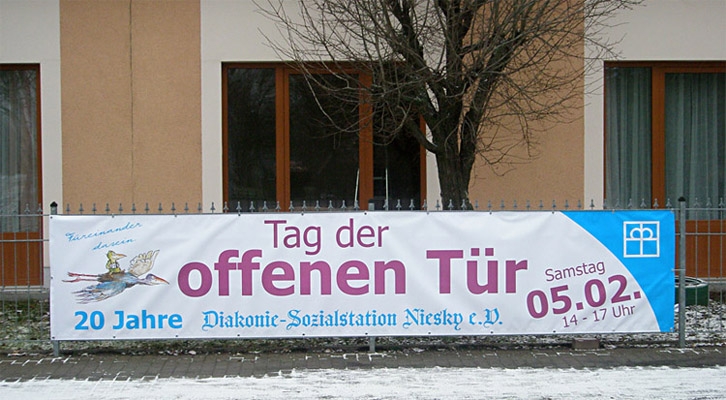 Füreinander
dasein
Tag der
offenen Tür
20 Jahre
Diakonie-Sozialstation Niesky e.V.
Samstag
05.02.
14 - 17 Uhr